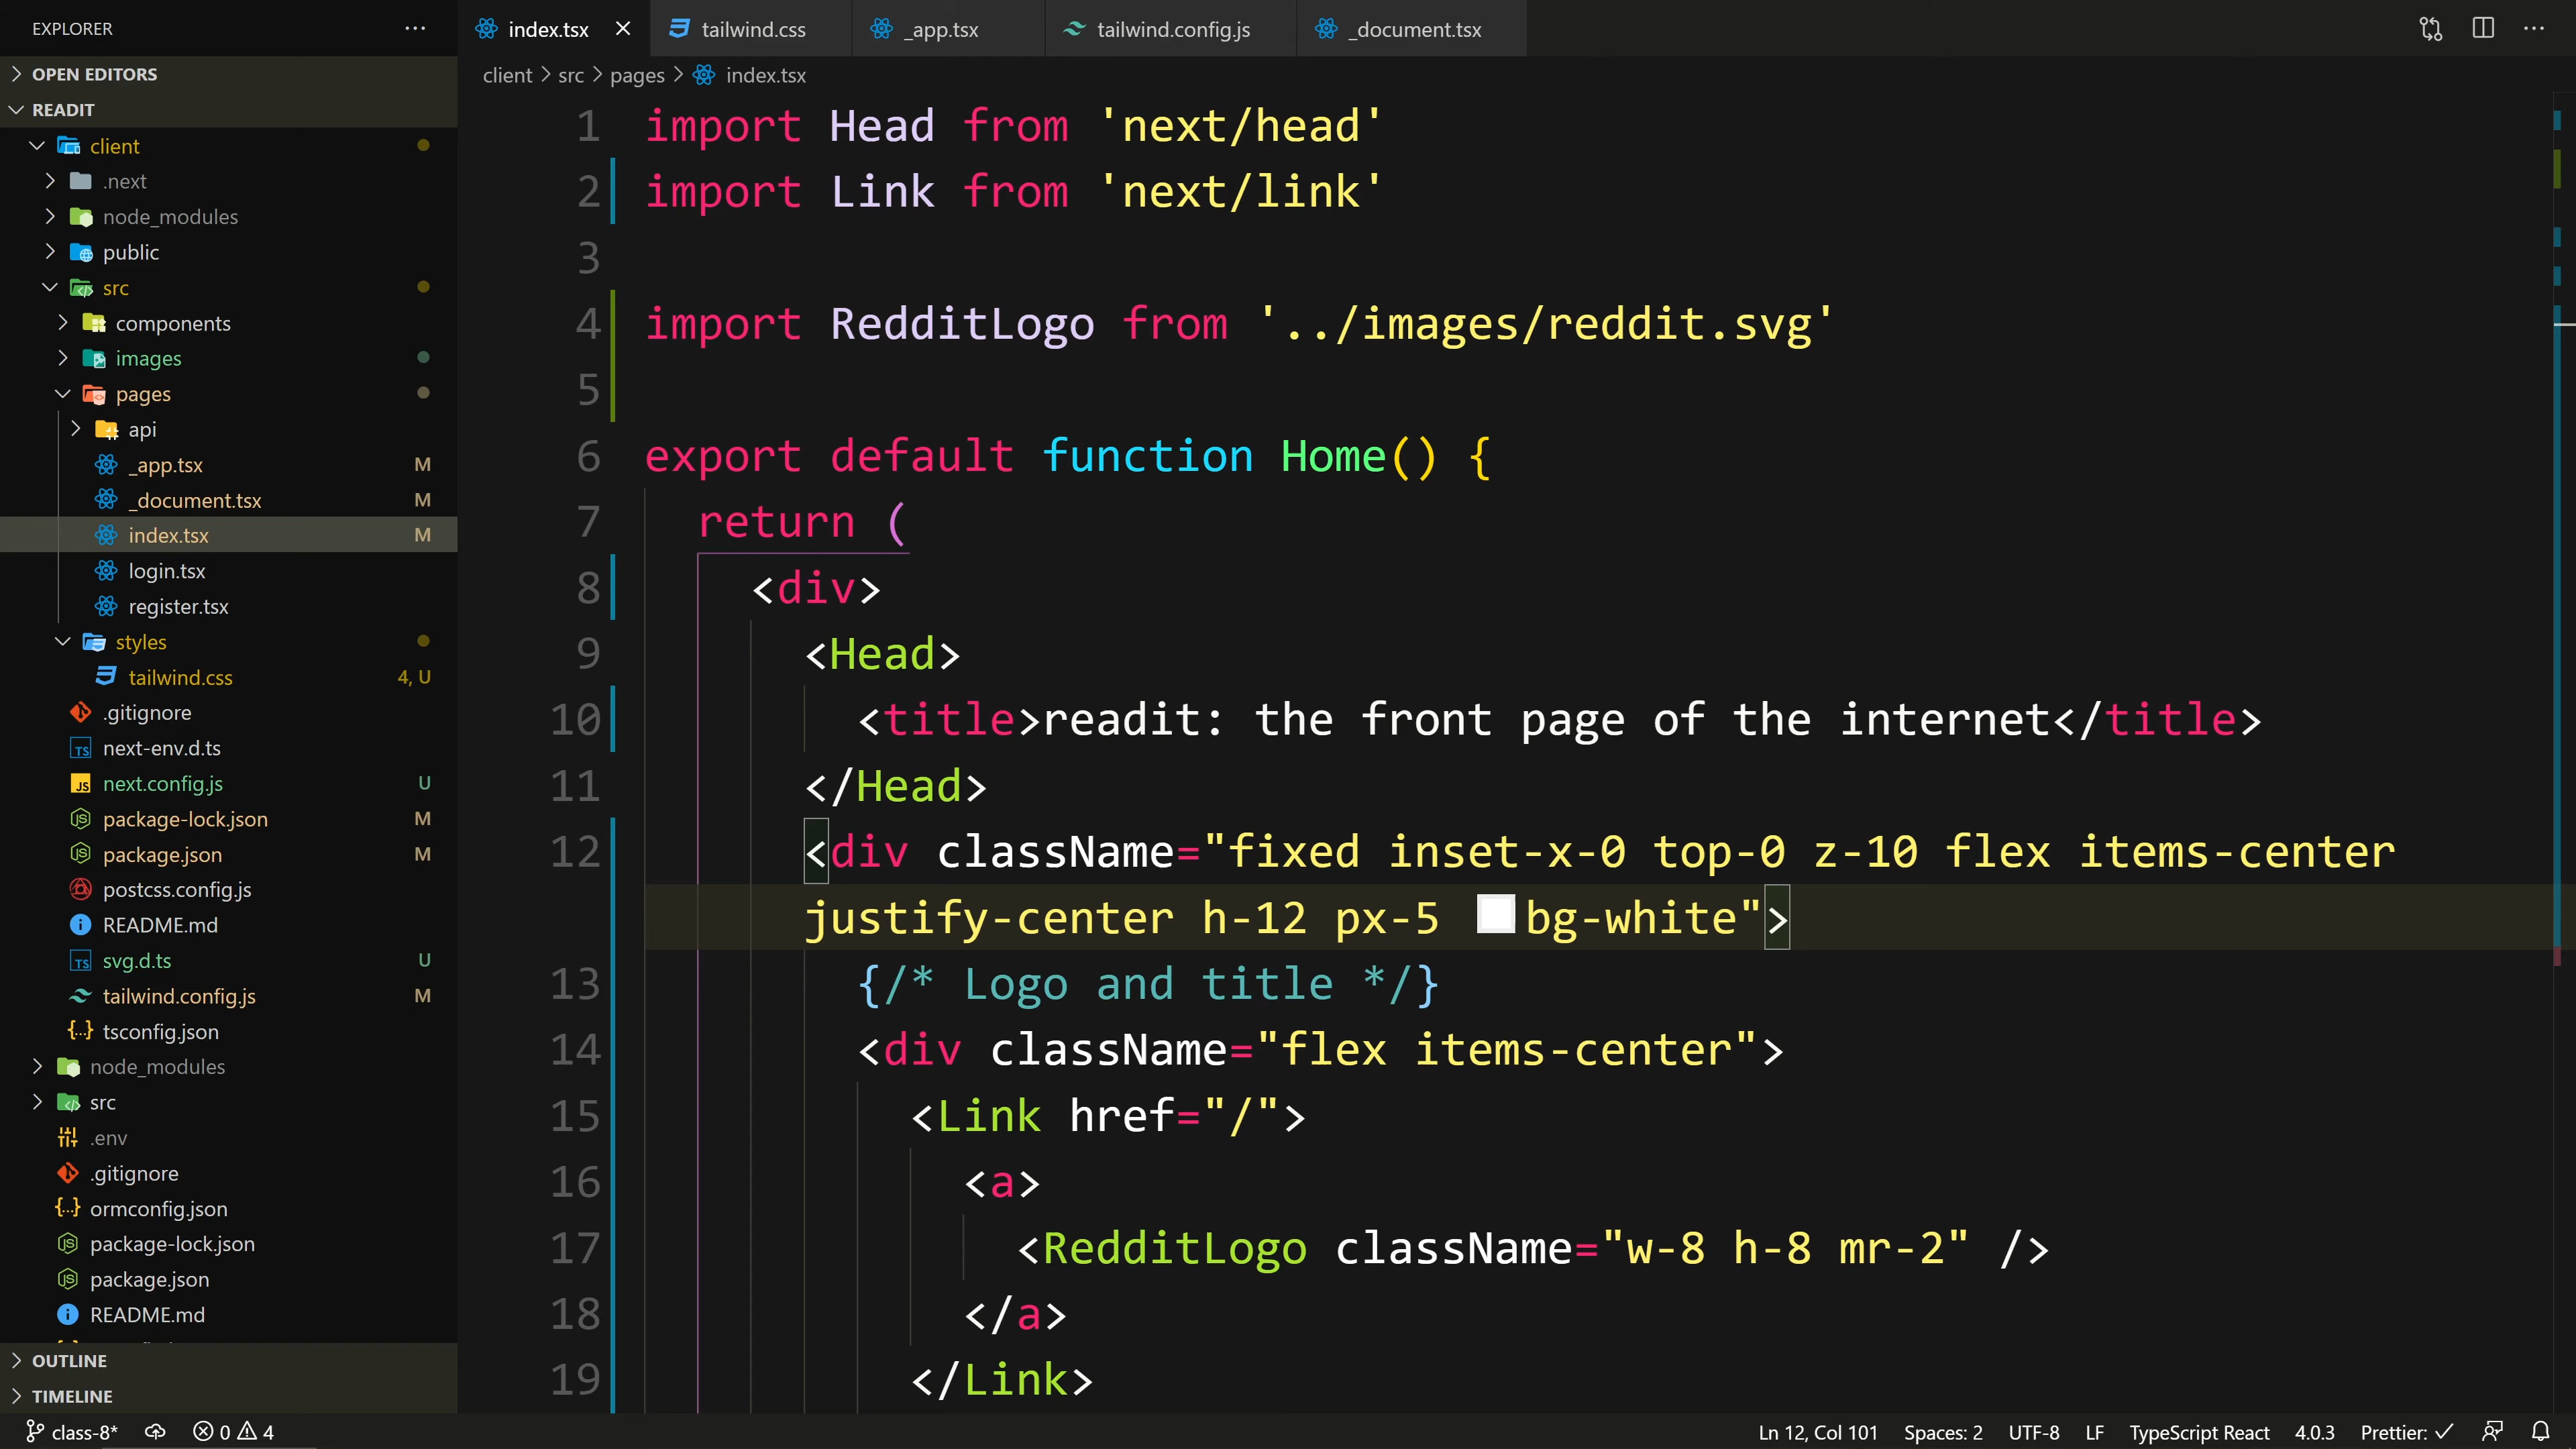 EXPLORER
OPEN EDITORS
READIT
client
.next
node_modules
public
src
components
images
pages
api
_app.tsx M
_document.tsx M
index.tsx M
login.tsx
register.tsx
styles
tailwind.css 4, U
.gitignore
next-env.d.ts
next.config.js U
package-lock.json M
package.json M
postcss.config.js
README.md
svg.d.ts U
tailwind.config.js M
tsconfig.json
node_modules
src
.env
.gitignore
ormconfig.json
package-lock.json
package.json
README.md
OUTLINE
TIMELINE
index.tsx tailwind.css _app.tsx tailwind.config.js _document.tsx
client > src > pages > index.tsx
1 import Head from 'next/head'
2 import Link from 'next/link'
3
4 import RedditLogo from '../images/reddit.svg'
5
6 export default function Home() {
7 return (
8 <div>
9 <Head>
10 <title>readit: the front page of the internet</title>
11 </Head>
12 <div className="fixed inset-x-0 top-0 z-10 flex items-center
justify-center h-12 px-5 bg-white">
13 {/* Logo and title */}
14 <div className="flex items-center">
15 <Link href="/">
16 <a>
17 <RedditLogo className="w-8 h-8 mr-2" />
18 </a>
19 </Link>
class-8* 0 4 Ln 12, Col 101 Spaces: 2 UTF-8 LF TypeScript React 4.0.3 Prettier: ✓